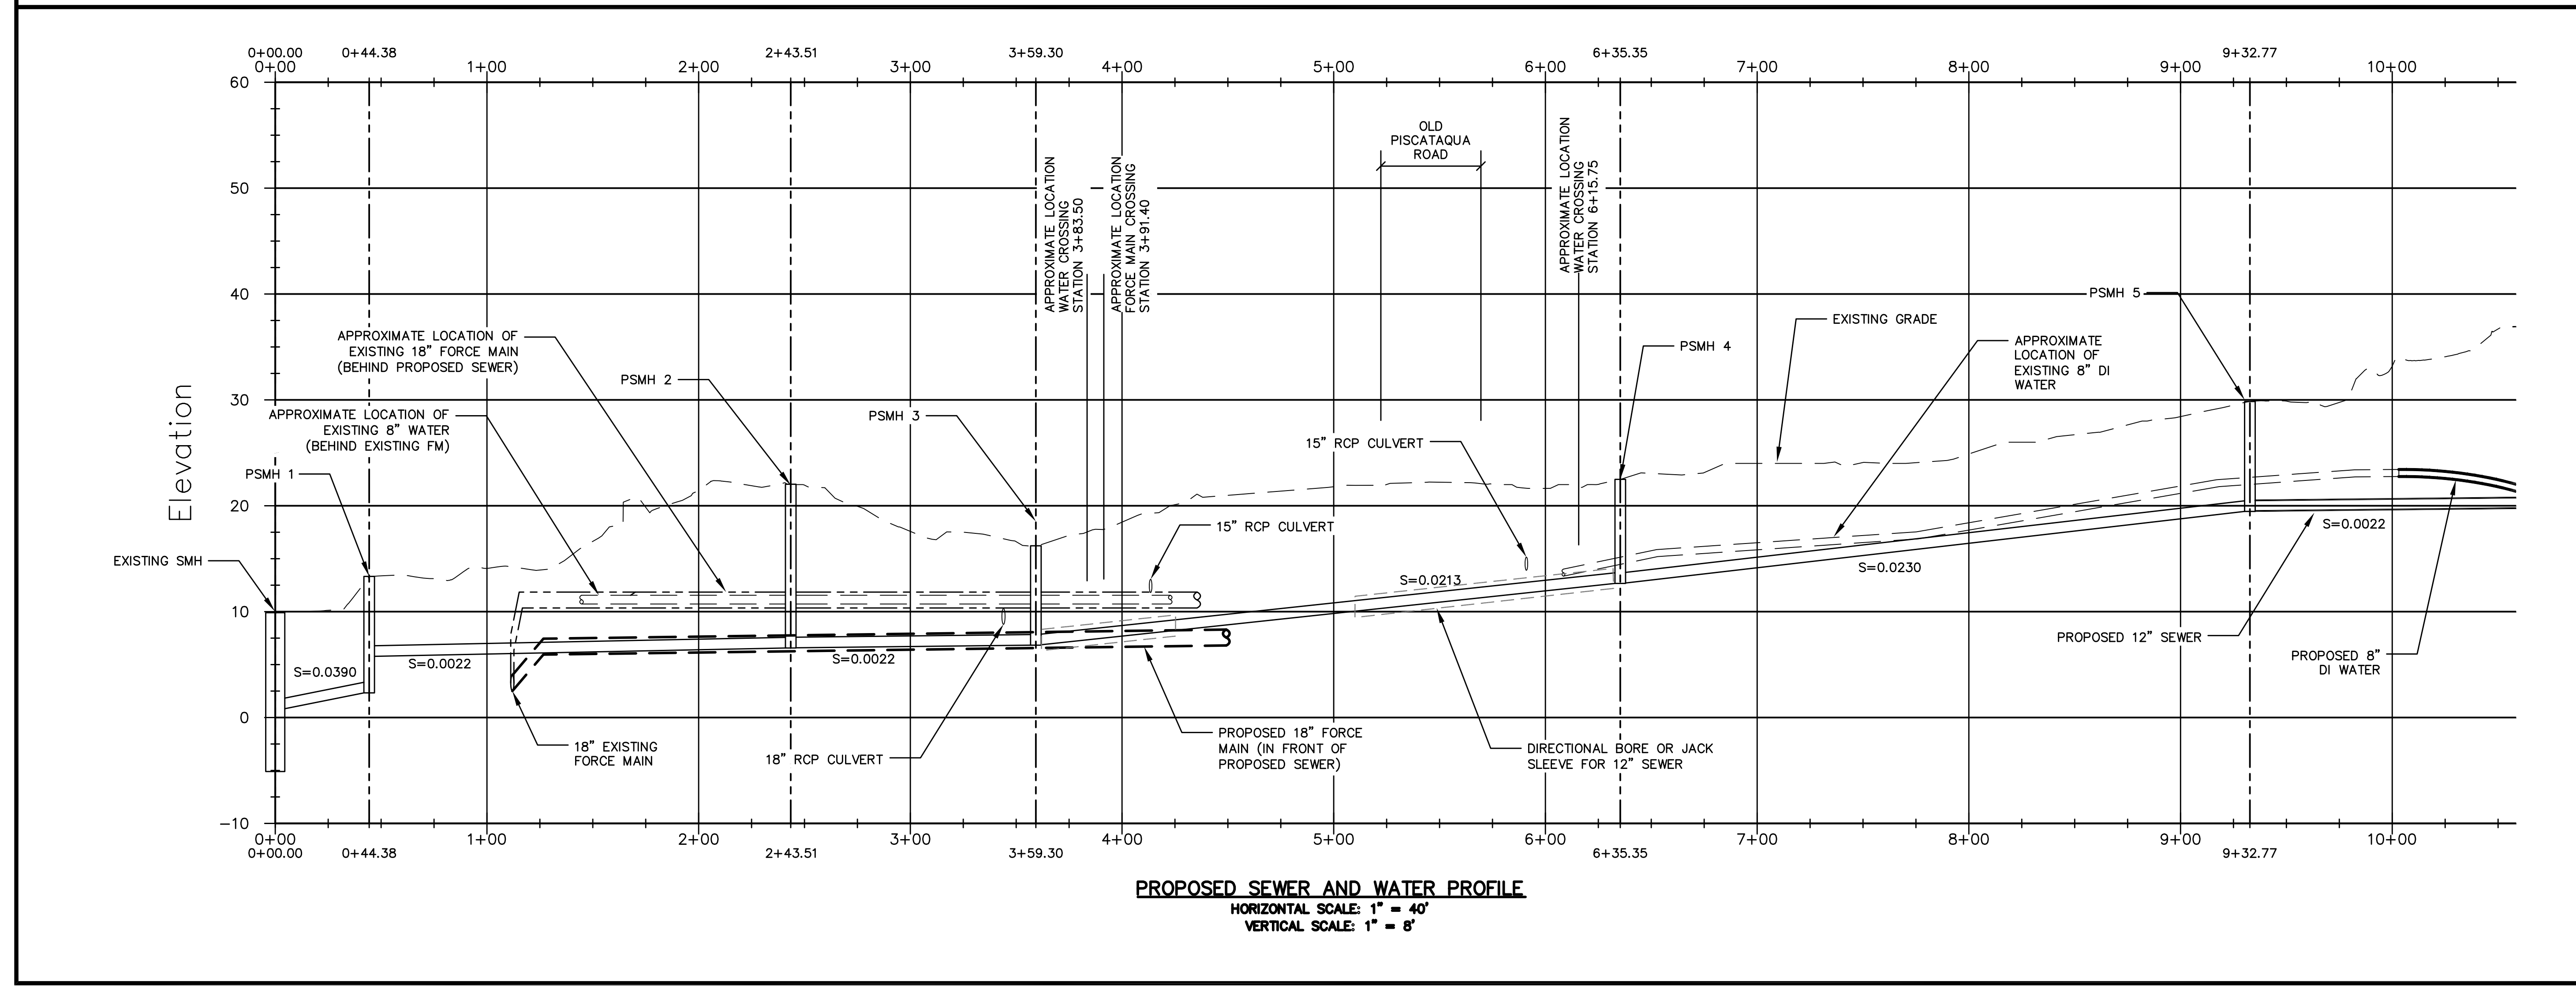 0+00.00 0+44.38 2+43.51 3+59.30 6+35.35 9+32.77
0+00 1+00 2+00 3+00 4+00 5+00 6+00 7+00 8+00 9+00 10+00
60
50
40
30
20
10
0
-10
Elevation
OLD
PISCATAQUA
ROAD
APPROXIMATE LOCATION
WATER CROSSING
STATION 3+83.50
APPROXIMATE LOCATION
FORCE MAIN CROSSING
STATION 3+91.40
APPROXIMATE LOCATION
WATER CROSSING
STATION 6+15.75
PSMH 5
EXISTING GRADE
APPROXIMATE LOCATION OF
EXISTING 18" FORCE MAIN
(BEHIND PROPOSED SEWER)
PSMH 4
APPROXIMATE
LOCATION OF
EXISTING 8" DI
WATER
PSMH 2
APPROXIMATE LOCATION OF
EXISTING 8" WATER
(BEHIND EXISTING FM)
PSMH 3
15" RCP CULVERT
PSMH 1
15" RCP CULVERT
S=0.0022
EXISTING SMH
S=0.0213
S=0.0230
S=0.0390
S=0.0022
S=0.0022
PROPOSED 12" SEWER
PROPOSED 8"
DI WATER
18" EXISTING
FORCE MAIN
18" RCP CULVERT
PROPOSED 18" FORCE
MAIN (IN FRONT OF
PROPOSED SEWER)
DIRECTIONAL BORE OR JACK
SLEEVE FOR 12" SEWER
0+00 1+00 2+00 3+00 4+00 5+00 6+00 7+00 8+00 9+00 10+00
0+00.00 0+44.38 2+43.51 3+59.30 6+35.35 9+32.77
PROPOSED SEWER AND WATER PROFILE
HORIZONTAL SCALE: 1" = 40'
VERTICAL SCALE: 1" = 8'